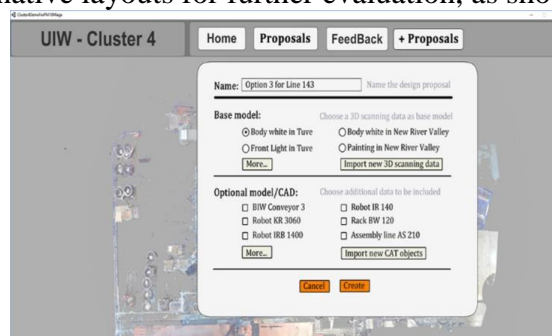 native layouts for further evaluation, as sho
UIW - Cluster 4
Home Proposals FeedBack + Proposals
Name: Option 3 for Line 143 Name the design proposal
Base model: Choose a 3D scanning data as base model
Body white in Tuve Body white in New River Valley
Front Light in Tuve Painting in New River Valley
More... Import new 3D scanning data
Optional model/CAD: Choose additional data to be included
BIW Conveyor 3 Robot IR 140
Robot KR 3060 Rack BW 120
Robot IRB 1400 Assembly line AS 210
More... Import new CAT objects
Cancel Create